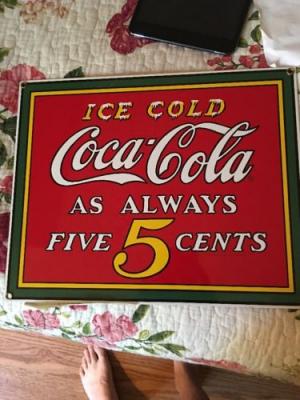 ICE COLD
Coca-Cola
AS ALWAYS
FIVE 5 CENTS